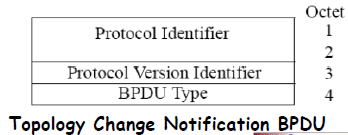 Octet
Protocol Identifier 1
2
Protocol Version Identifier 3
BPDU Type 4
Topology Change Notification BPDU